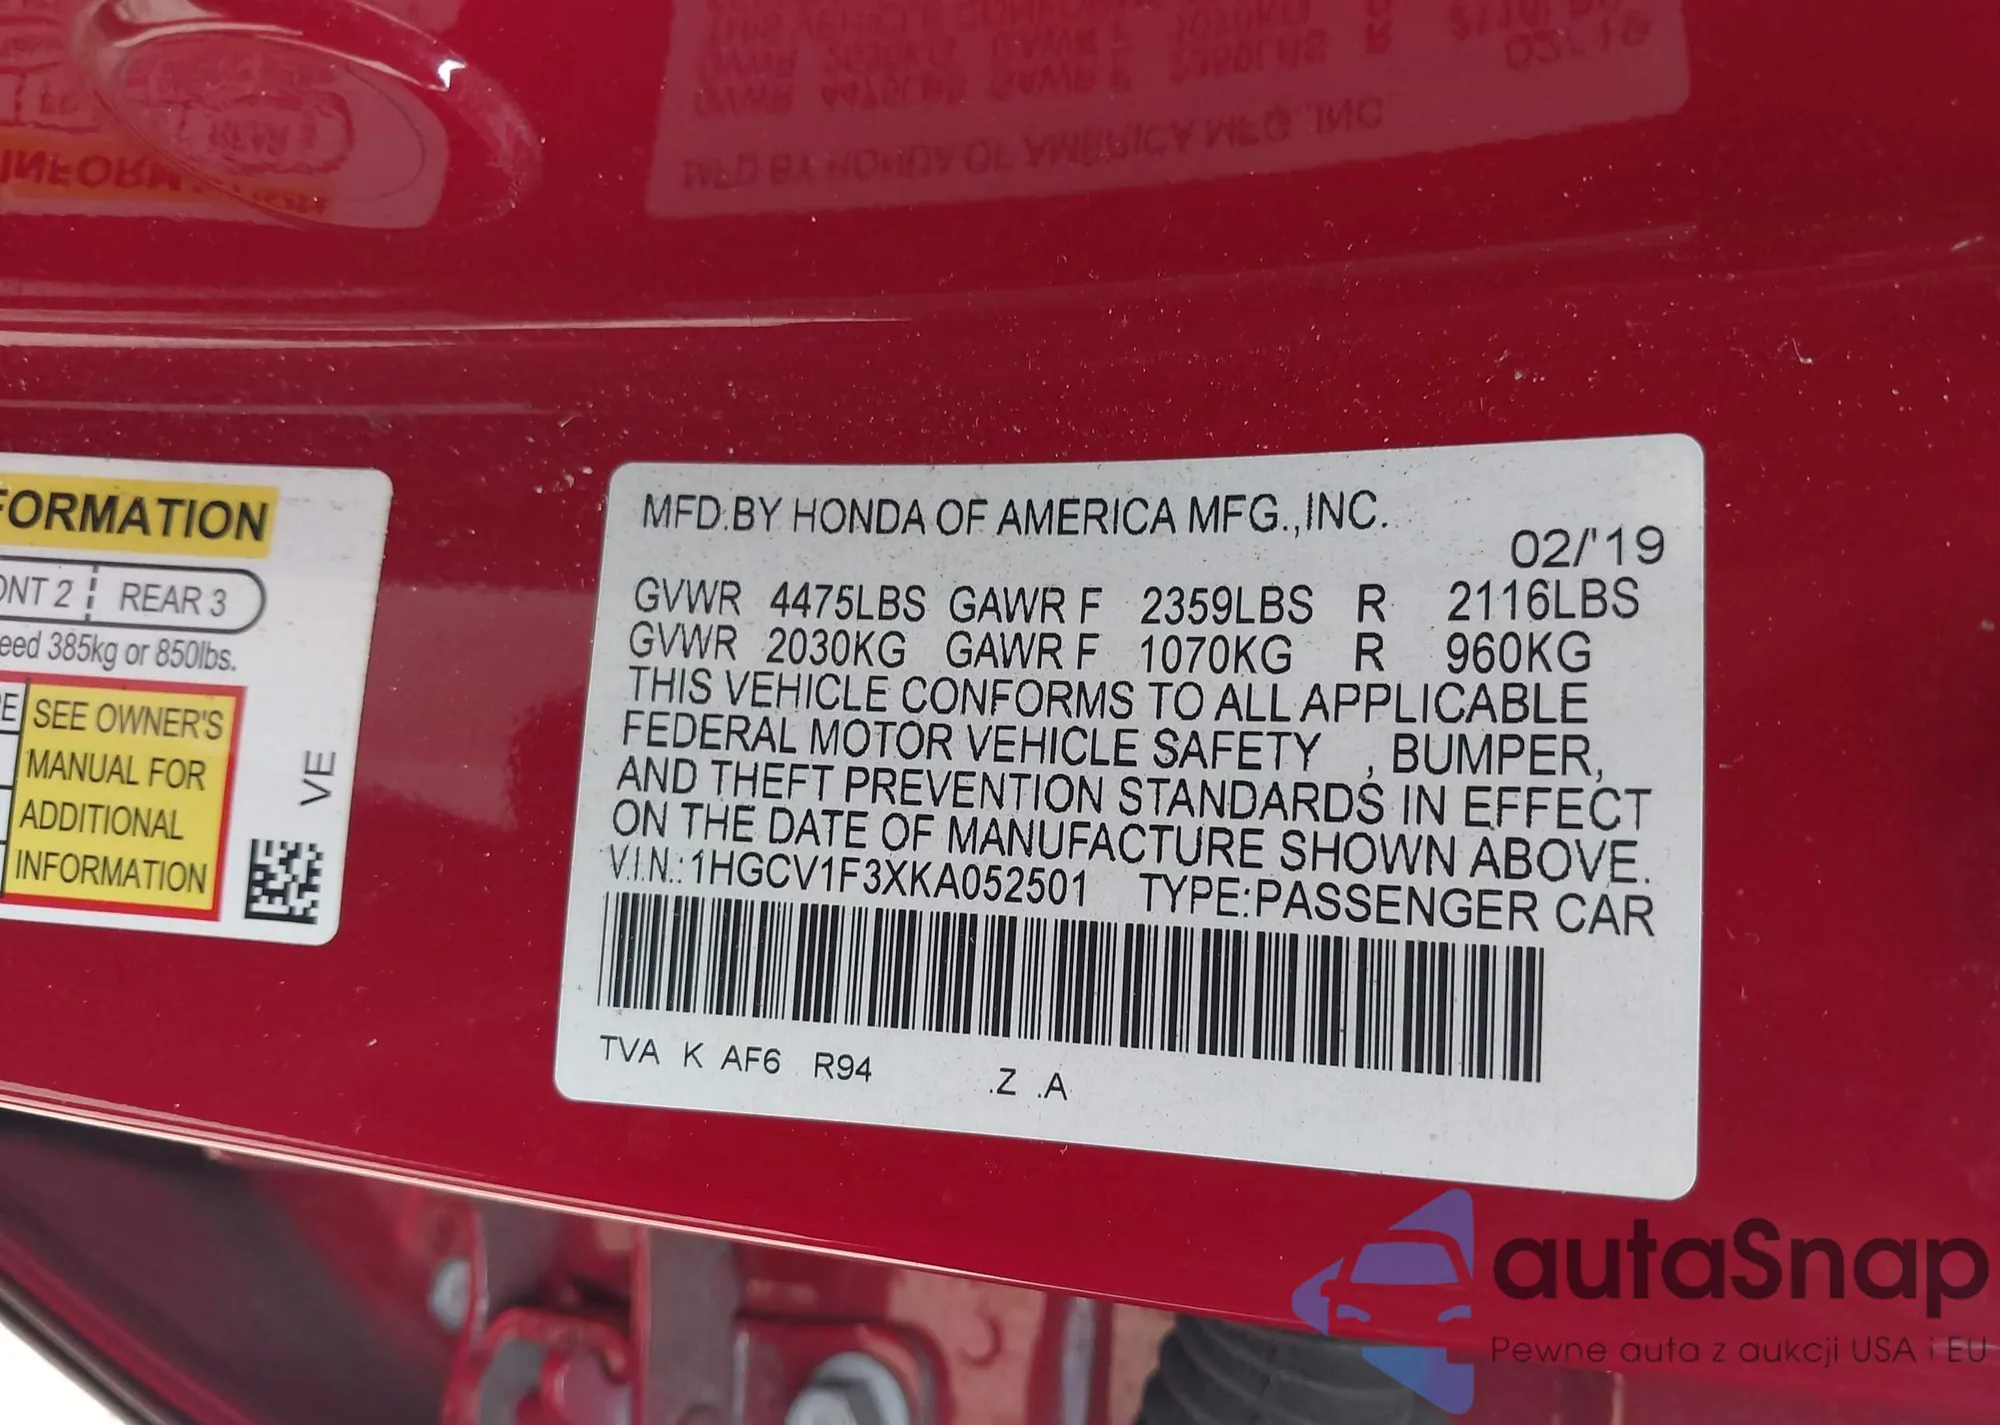 FORMATION
ONT 2 REAR 3
eed 385kg or 850lbs.
E SEE OWNER'S
MANUAL FOR
ADDITIONAL
INFORMATION
VE
MFD.BY HONDA OF AMERICA MFG.,INC.
02/'19
GVWR 4475LBS GAWR F 2359LBS R 2116LBS
GVWR 2030KG GAWR F 1070KG R 960KG
THIS VEHICLE CONFORMS TO ALL APPLICABLE
FEDERAL MOTOR VEHICLE SAFETY , BUMPER,
AND THEFT PREVENTION STANDARDS IN EFFECT
ON THE DATE OF MANUFACTURE SHOWN ABOVE.
V.I.N.: 1HGCV1F3XKA052501 TYPE:PASSENGER CAR
TVA K AF6 R94 .Z .A
autaSnap
Pewne auta z aukcji USA i EU